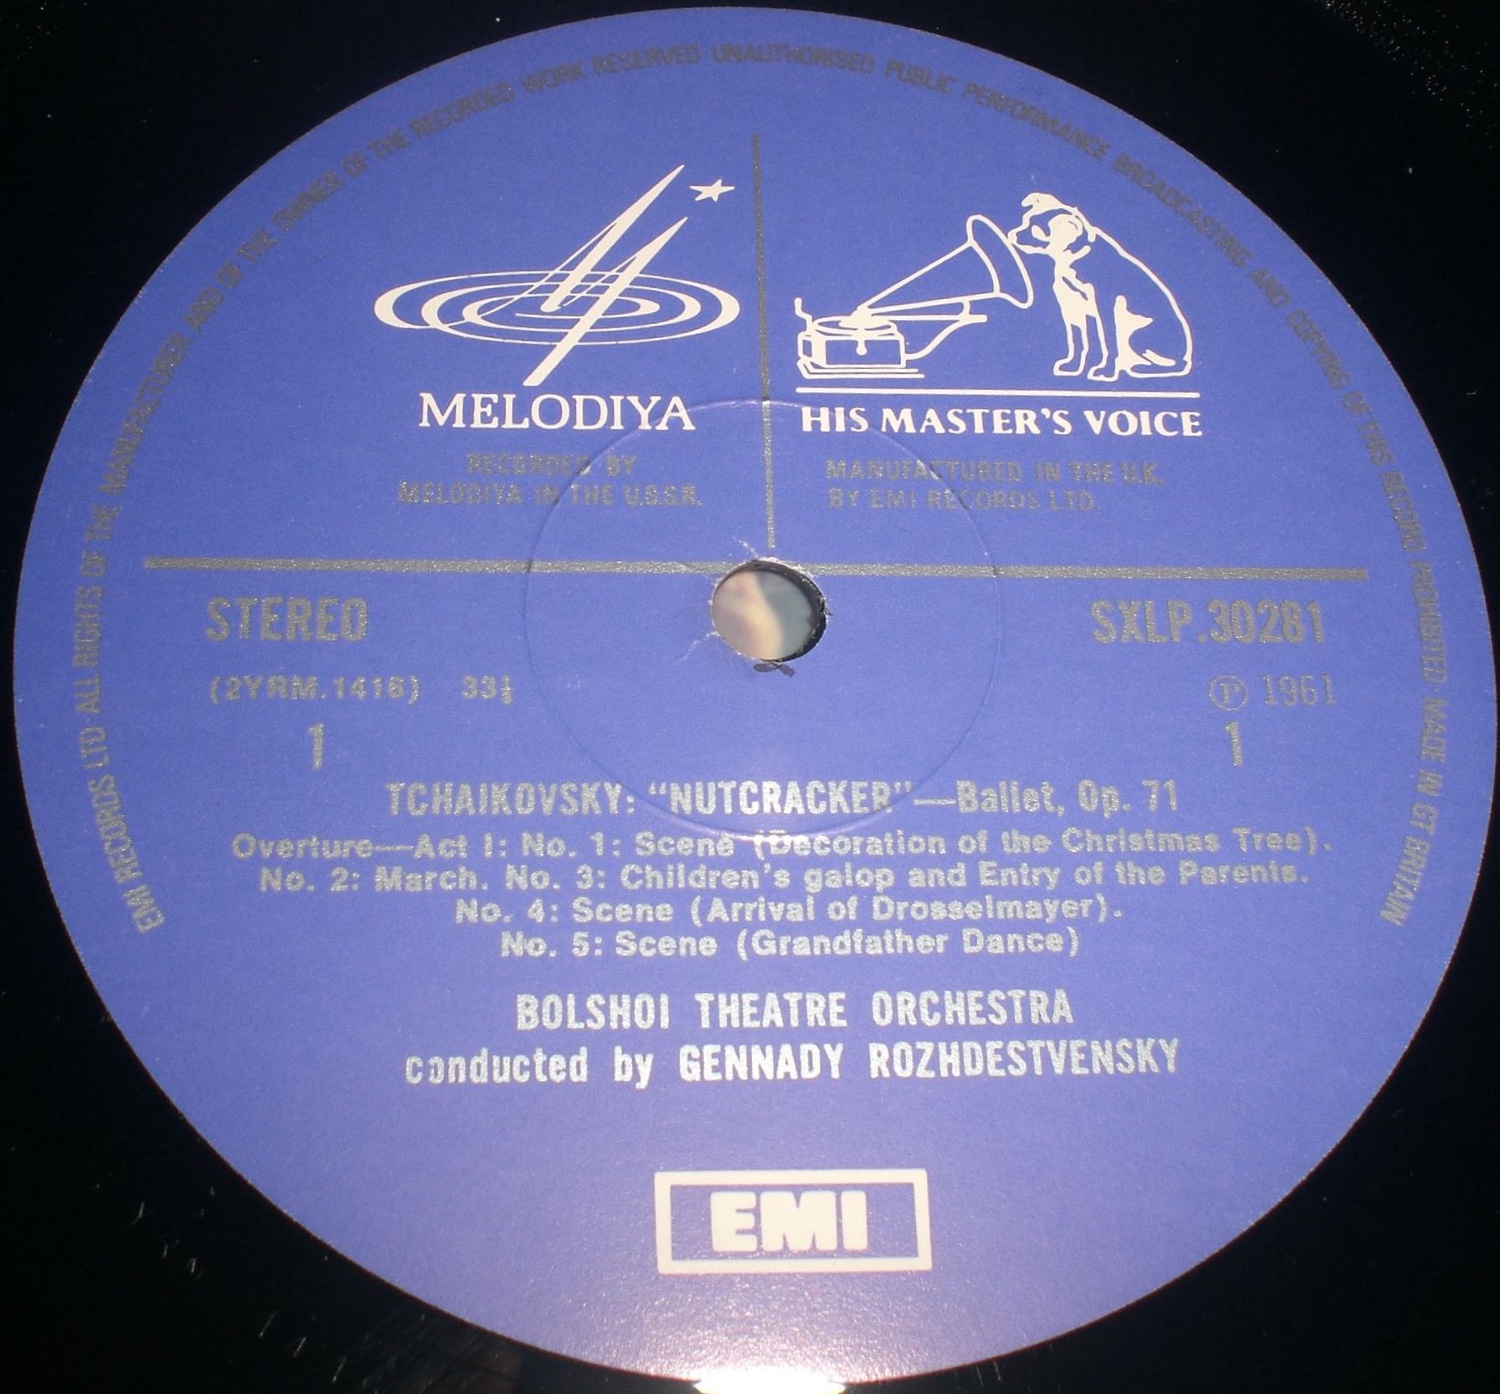 EMI RECORDS LTD · ALL RIGHTS OF THE MANUFACTURER AND OF THE OWNER OF THE RECORDED WORK RESERVED UNAUTHORISED PUBLIC PERFORMANCE BROADCASTING AND COPYING OF THIS RECORD PROHIBITED · MADE IN GT BRITAIN
MELODIYA
HIS MASTER'S VOICE
RECORDED BY
MELODIYA IN THE U.S.S.R.
MANUFACTURED IN THE U.K.
BY EMI RECORDS LTD.
STEREO
SXLP.30281
(2YRM.1416) 33⅓
Ⓟ 1961
1
1
TCHAIKOVSKY: "NUTCRACKER"—Ballet, Op. 71
Overture—Act I: No. 1: Scene (Decoration of the Christmas Tree).
No. 2: March. No. 3: Children's galop and Entry of the Parents.
No. 4: Scene (Arrival of Drosselmayer).
No. 5: Scene (Grandfather Dance)
BOLSHOI THEATRE ORCHESTRA
conducted by GENNADY ROZHDESTVENSKY
EMI